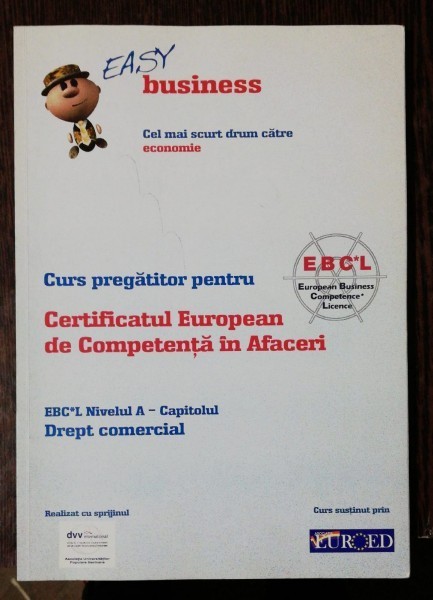 EASY
business
Cel mai scurt drum către
economie
EBC*L
European Business
Competence*
Licence
Curs pregătitor pentru
Certificatul European
de Competență în Afaceri
EBC*L Nivelul A – Capitolul
Drept comercial
Realizat cu sprijinul
Curs susținut prin
dvv
international
EUROED